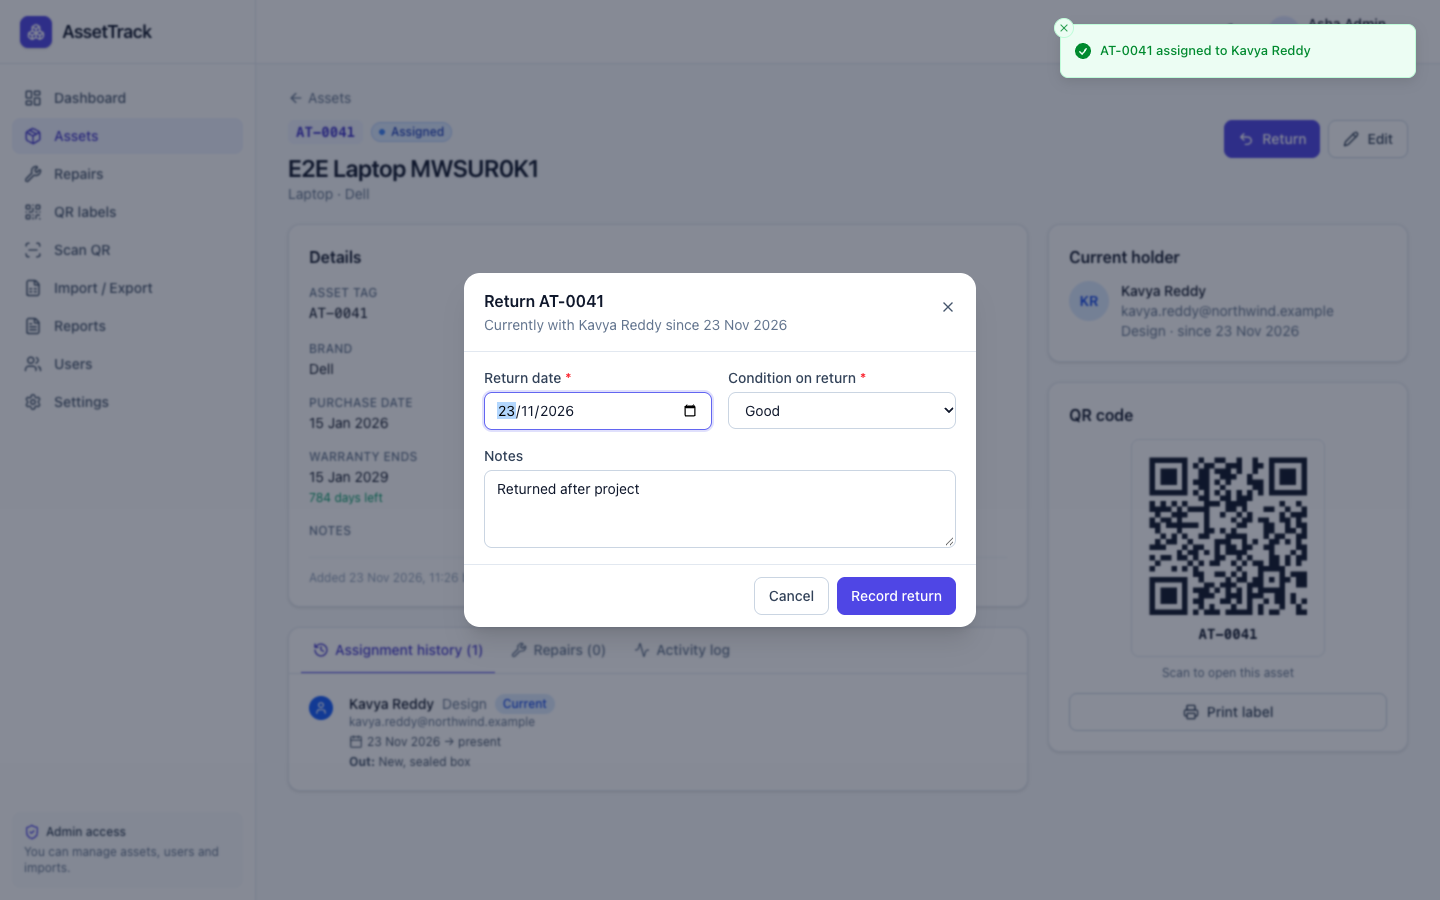 AssetTrack
AT-0041 assigned to Kavya Reddy
Dashboard
Assets
Repairs
QR labels
Scan QR
Import / Export
Reports
Users
Settings
Admin access
You can manage assets, users and
imports.
Assets
AT-0041
Assigned
E2E Laptop MWSUR0K1
Laptop · Dell
Return
Edit
Details
ASSET TAG
AT-0041
BRAND
Dell
PURCHASE DATE
15 Jan 2026
WARRANTY ENDS
15 Jan 2029
784 days left
NOTES
Added 23 Nov 2026, 11:26
Return AT-0041
Currently with Kavya Reddy since 23 Nov 2026
Return date *
Condition on return *
23/11/2026
Good
Notes
Returned after project
Cancel
Record return
Current holder
KR
Kavya Reddy
kavya.reddy@northwind.example
Design · since 23 Nov 2026
QR code
AT-0041
Scan to open this asset
Print label
Assignment history (1)
Repairs (0)
Activity log
Kavya Reddy Design Current
kavya.reddy@northwind.example
23 Nov 2026 → present
Out: New, sealed box